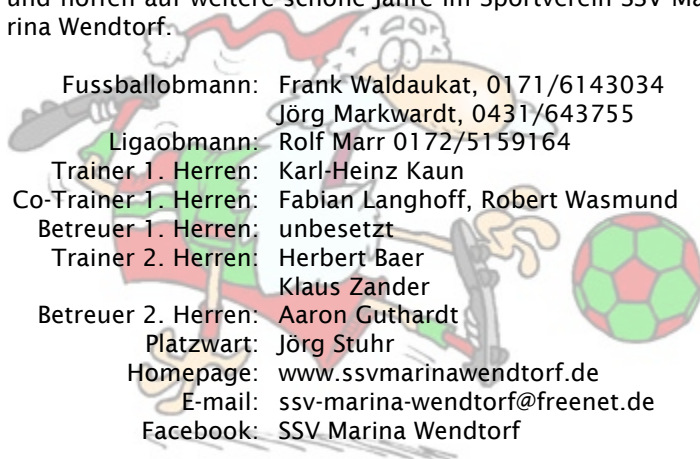 und hoffen auf weitere schöne Jahre im Sportverein SSV Ma-
rina Wendtorf.
Fussballobmann: Frank Waldaukat, 0171/6143034
Jörg Markwardt, 0431/643755
Ligaobmann: Rolf Marr 0172/5159164
Trainer 1. Herren: Karl-Heinz Kaun
Co-Trainer 1. Herren: Fabian Langhoff, Robert Wasmund
Betreuer 1. Herren: unbesetzt
Trainer 2. Herren: Herbert Baer
Klaus Zander
Betreuer 2. Herren: Aaron Guthardt
Platzwart: Jörg Stuhr
Homepage: www.ssvmarinawendtorf.de
E-mail: ssv-marina-wendtorf@freenet.de
Facebook: SSV Marina Wendtorf